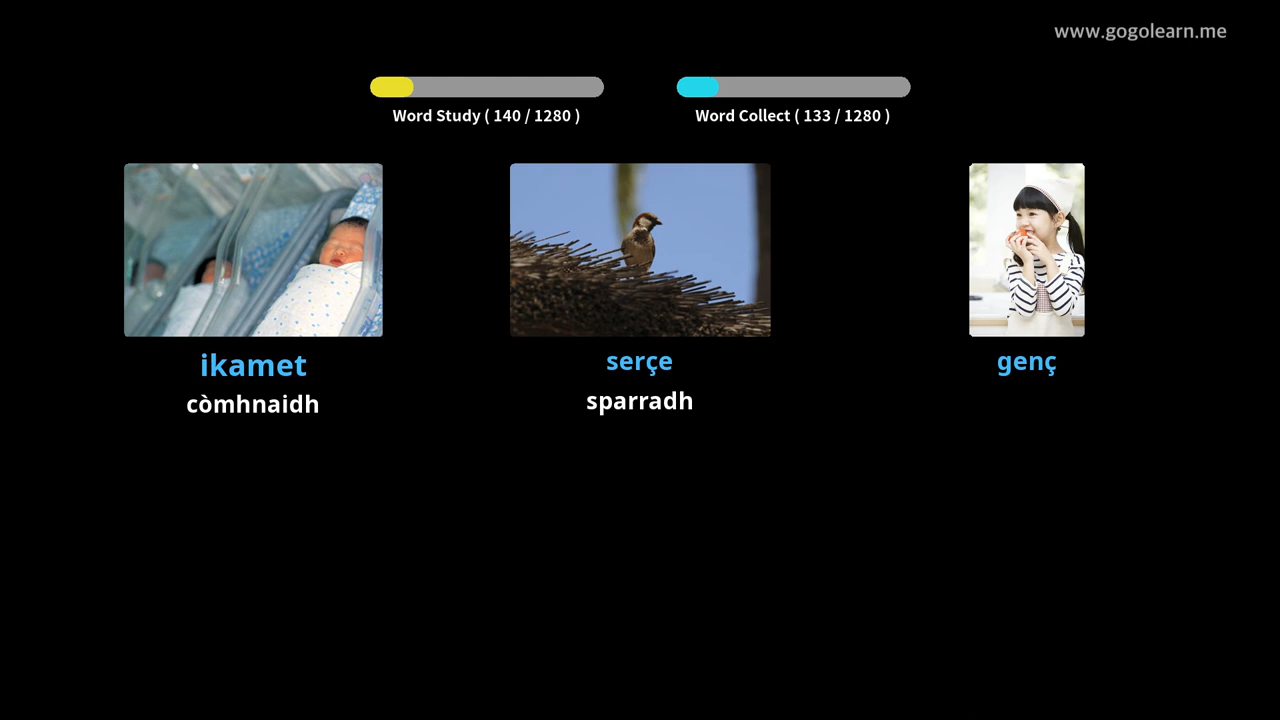 www.gogolearn.me
Word Study ( 140 / 1280 )
Word Collect ( 133 / 1280 )
ikamet
serçe
genç
còmhnaidh
sparradh